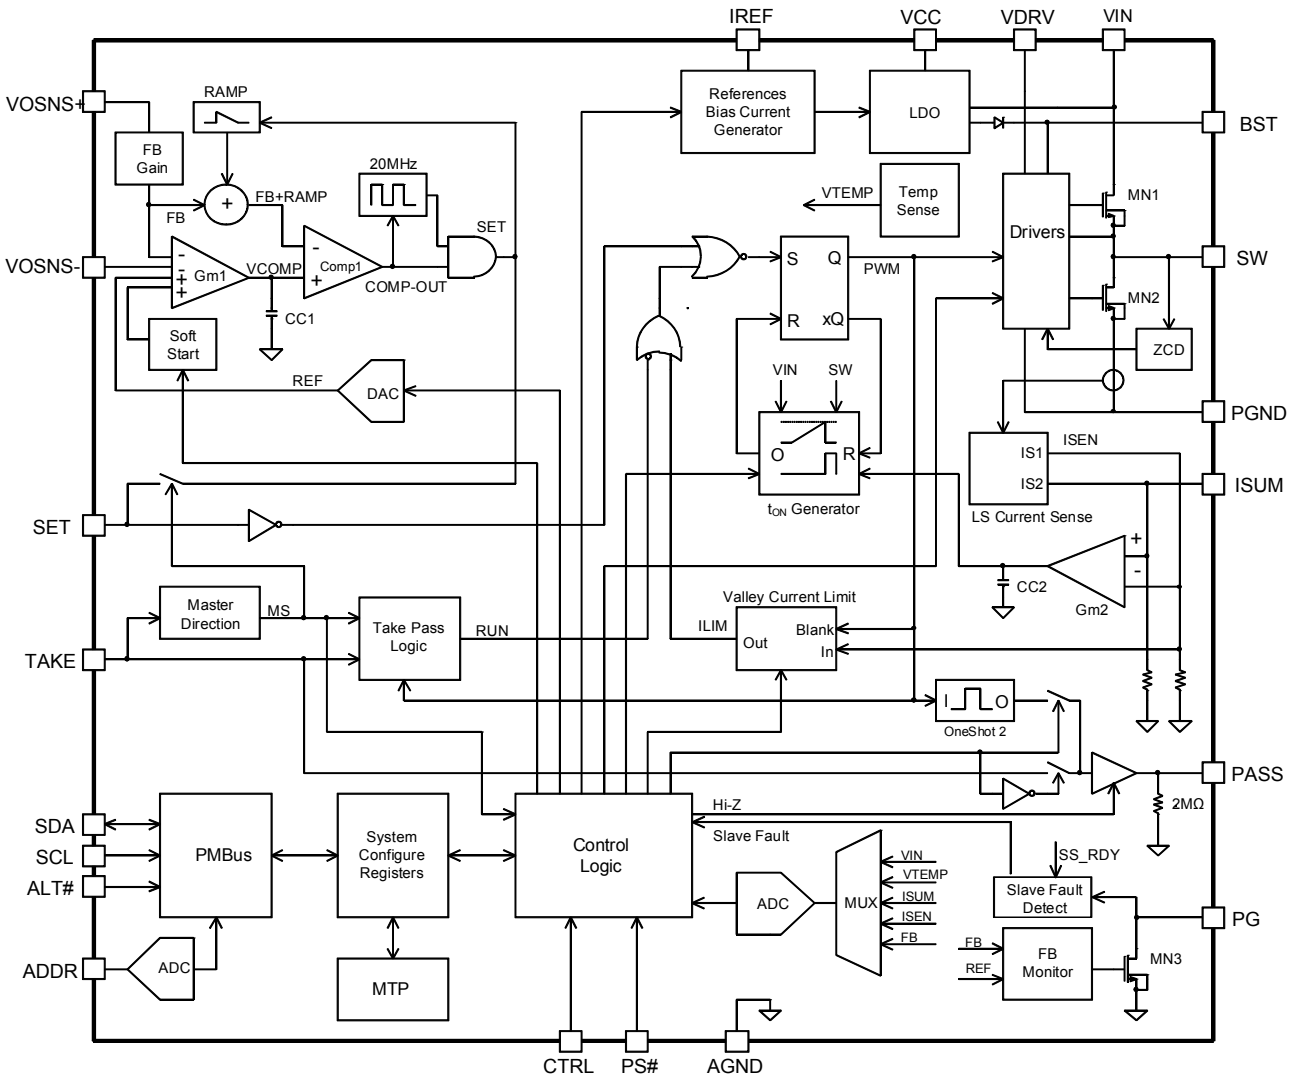 IREF
VCC
VDRV
VIN
VOSNS+
RAMP
References
Bias Current
Generator
LDO
BST
FB
Gain
20MHz
VTEMP
Temp
Sense
MN1
FB
+
FB+RAMP
SET
Drivers
VOSNS-
-
-
+
+
Gm1
VCOMP
-
+
Comp1
COMP-OUT
S
Q
PWM
R
xQ
SW
MN2
CC1
Soft
Start
ZCD
REF
DAC
VIN
SW
PGND
O
R
tON Generator
IS1
IS2
ISEN
LS Current Sense
ISUM
SET
+
-
Gm2
CC2
Master
Direction
MS
Take Pass
Logic
RUN
ILIM
Valley Current Limit
Out
Blank
In
TAKE
I
O
OneShot 2
PASS
2MΩ
Hi-Z
Slave Fault
SDA
SCL
ALT#
PMBus
System
Configure
Registers
Control
Logic
ADC
MUX
VIN
VTEMP
ISUM
ISEN
FB
SS_RDY
Slave Fault
Detect
PG
FB
REF
FB
Monitor
MN3
ADDR
ADC
MTP
CTRL
PS#
AGND